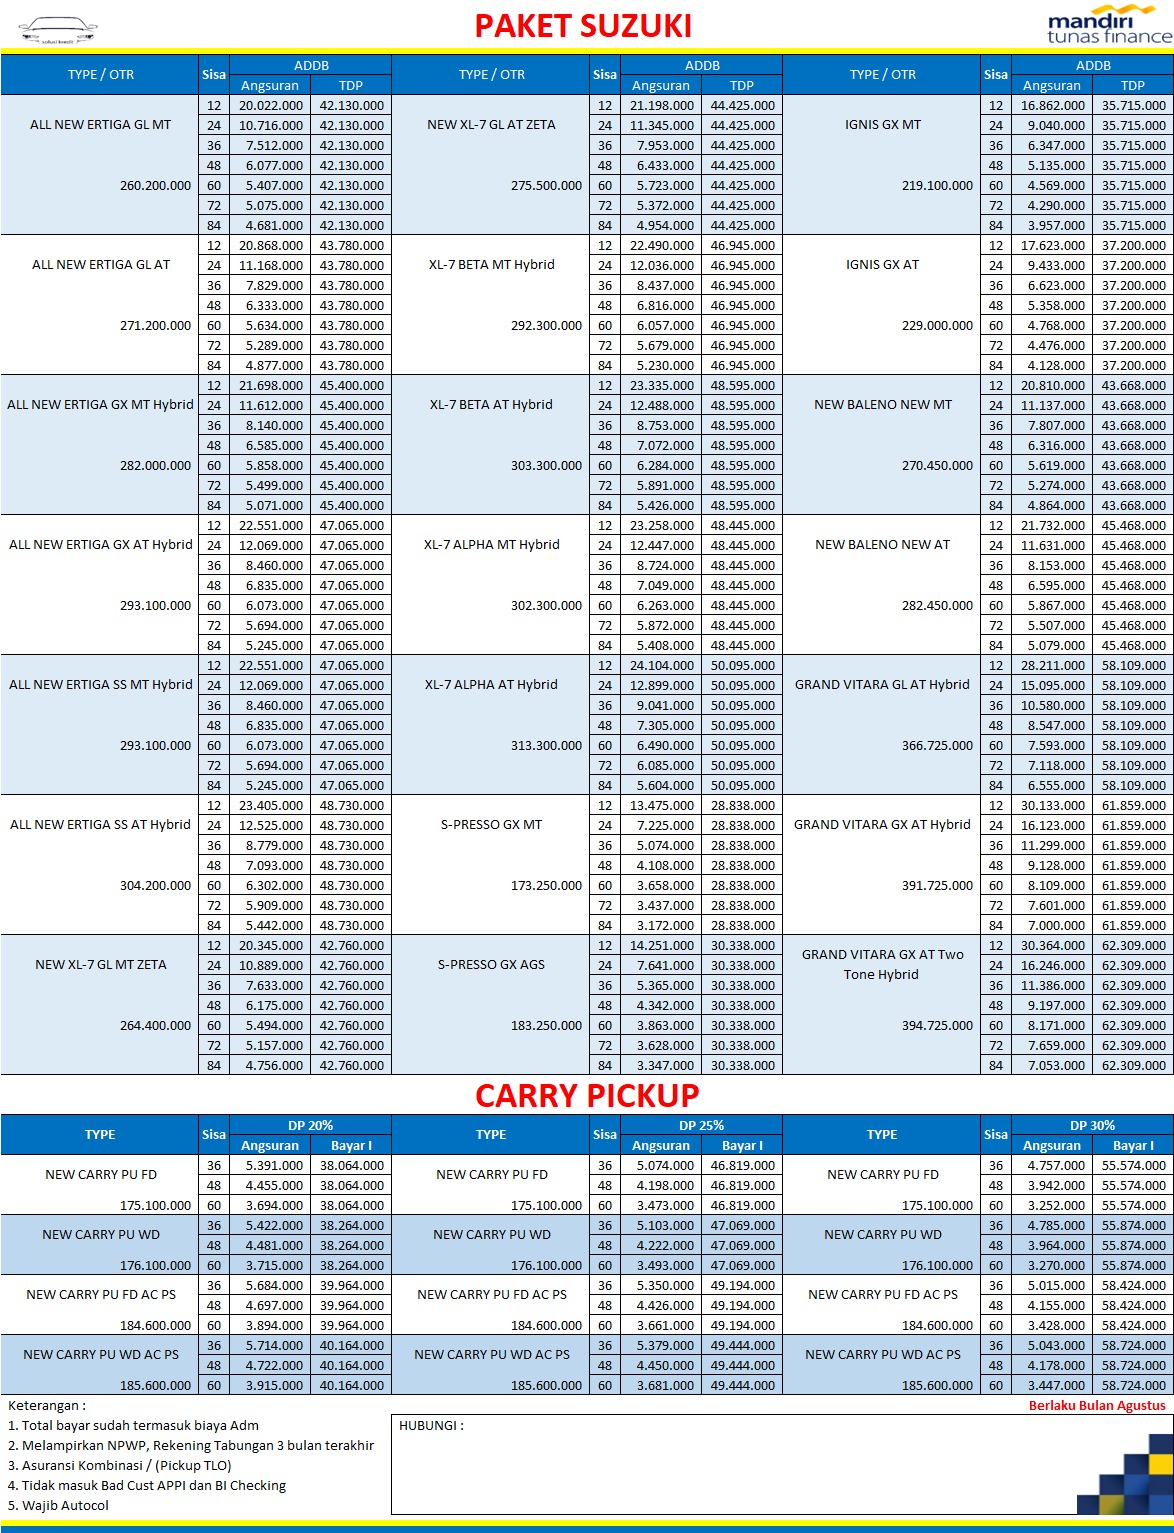 PAKET SUZUKI
solusi kredit
mandiri
tunas finance
TYPE / OTR Sisa ADDB TYPE / OTR Sisa ADDB TYPE / OTR Sisa ADDB
Angsuran TDP Angsuran TDP Angsuran TDP
12 20.022.000 42.130.000 12 21.198.000 44.425.000 12 16.862.000 35.715.000
ALL NEW ERTIGA GL MT 24 10.716.000 42.130.000 NEW XL-7 GL AT ZETA 24 11.345.000 44.425.000 IGNIS GX MT 24 9.040.000 35.715.000
36 7.512.000 42.130.000 36 7.953.000 44.425.000 36 6.347.000 35.715.000
48 6.077.000 42.130.000 48 6.433.000 44.425.000 48 5.135.000 35.715.000
260.200.000 60 5.407.000 42.130.000 275.500.000 60 5.723.000 44.425.000 219.100.000 60 4.569.000 35.715.000
72 5.075.000 42.130.000 72 5.372.000 44.425.000 72 4.290.000 35.715.000
84 4.681.000 42.130.000 84 4.954.000 44.425.000 84 3.957.000 35.715.000
12 20.868.000 43.780.000 12 22.490.000 46.945.000 12 17.623.000 37.200.000
ALL NEW ERTIGA GL AT 24 11.168.000 43.780.000 XL-7 BETA MT Hybrid 24 12.036.000 46.945.000 IGNIS GX AT 24 9.433.000 37.200.000
36 7.829.000 43.780.000 36 8.437.000 46.945.000 36 6.623.000 37.200.000
48 6.333.000 43.780.000 48 6.816.000 46.945.000 48 5.358.000 37.200.000
271.200.000 60 5.634.000 43.780.000 292.300.000 60 6.057.000 46.945.000 229.000.000 60 4.768.000 37.200.000
72 5.289.000 43.780.000 72 5.679.000 46.945.000 72 4.476.000 37.200.000
84 4.877.000 43.780.000 84 5.230.000 46.945.000 84 4.128.000 37.200.000
12 21.698.000 45.400.000 12 23.335.000 48.595.000 12 20.810.000 43.668.000
ALL NEW ERTIGA GX MT Hybrid 24 11.612.000 45.400.000 XL-7 BETA AT Hybrid 24 12.488.000 48.595.000 NEW BALENO NEW MT 24 11.137.000 43.668.000
36 8.140.000 45.400.000 36 8.753.000 48.595.000 36 7.807.000 43.668.000
48 6.585.000 45.400.000 48 7.072.000 48.595.000 48 6.316.000 43.668.000
282.000.000 60 5.858.000 45.400.000 303.300.000 60 6.284.000 48.595.000 270.450.000 60 5.619.000 43.668.000
72 5.499.000 45.400.000 72 5.891.000 48.595.000 72 5.274.000 43.668.000
84 5.071.000 45.400.000 84 5.426.000 48.595.000 84 4.864.000 43.668.000
12 22.551.000 47.065.000 12 23.258.000 48.445.000 12 21.732.000 45.468.000
ALL NEW ERTIGA GX AT Hybrid 24 12.069.000 47.065.000 XL-7 ALPHA MT Hybrid 24 12.447.000 48.445.000 NEW BALENO NEW AT 24 11.631.000 45.468.000
36 8.460.000 47.065.000 36 8.724.000 48.445.000 36 8.153.000 45.468.000
48 6.835.000 47.065.000 48 7.049.000 48.445.000 48 6.595.000 45.468.000
293.100.000 60 6.073.000 47.065.000 302.300.000 60 6.263.000 48.445.000 282.450.000 60 5.867.000 45.468.000
72 5.694.000 47.065.000 72 5.872.000 48.445.000 72 5.507.000 45.468.000
84 5.245.000 47.065.000 84 5.408.000 48.445.000 84 5.079.000 45.468.000
12 22.551.000 47.065.000 12 24.104.000 50.095.000 12 28.211.000 58.109.000
ALL NEW ERTIGA SS MT Hybrid 24 12.069.000 47.065.000 XL-7 ALPHA AT Hybrid 24 12.899.000 50.095.000 GRAND VITARA GL AT Hybrid 24 15.095.000 58.109.000
36 8.460.000 47.065.000 36 9.041.000 50.095.000 36 10.580.000 58.109.000
48 6.835.000 47.065.000 48 7.305.000 50.095.000 48 8.547.000 58.109.000
293.100.000 60 6.073.000 47.065.000 313.300.000 60 6.490.000 50.095.000 366.725.000 60 7.593.000 58.109.000
72 5.694.000 47.065.000 72 6.085.000 50.095.000 72 7.118.000 58.109.000
84 5.245.000 47.065.000 84 5.604.000 50.095.000 84 6.555.000 58.109.000
12 23.405.000 48.730.000 12 13.475.000 28.838.000 12 30.133.000 61.859.000
ALL NEW ERTIGA SS AT Hybrid 24 12.525.000 48.730.000 S-PRESSO GX MT 24 7.225.000 28.838.000 GRAND VITARA GX AT Hybrid 24 16.123.000 61.859.000
36 8.779.000 48.730.000 36 5.074.000 28.838.000 36 11.299.000 61.859.000
48 7.093.000 48.730.000 48 4.108.000 28.838.000 48 9.128.000 61.859.000
304.200.000 60 6.302.000 48.730.000 173.250.000 60 3.658.000 28.838.000 391.725.000 60 8.109.000 61.859.000
72 5.909.000 48.730.000 72 3.437.000 28.838.000 72 7.601.000 61.859.000
84 5.442.000 48.730.000 84 3.172.000 28.838.000 84 7.000.000 61.859.000
12 20.345.000 42.760.000 12 14.251.000 30.338.000 12 30.364.000 62.309.000
NEW XL-7 GL MT ZETA 24 10.889.000 42.760.000 S-PRESSO GX AGS 24 7.641.000 30.338.000 GRAND VITARA GX AT Two Tone Hybrid 24 16.246.000 62.309.000
36 7.633.000 42.760.000 36 5.365.000 30.338.000 36 11.386.000 62.309.000
48 6.175.000 42.760.000 48 4.342.000 30.338.000 48 9.197.000 62.309.000
264.400.000 60 5.494.000 42.760.000 183.250.000 60 3.863.000 30.338.000 394.725.000 60 8.171.000 62.309.000
72 5.157.000 42.760.000 72 3.628.000 30.338.000 72 7.659.000 62.309.000
84 4.756.000 42.760.000 84 3.347.000 30.338.000 84 7.053.000 62.309.000
CARRY PICKUP
TYPE Sisa DP 20% TYPE Sisa DP 25% TYPE Sisa DP 30%
Angsuran Bayar I Angsuran Bayar I Angsuran Bayar I
NEW CARRY PU FD 36 5.391.000 38.064.000 NEW CARRY PU FD 36 5.074.000 46.819.000 NEW CARRY PU FD 36 4.757.000 55.574.000
48 4.455.000 38.064.000 48 4.198.000 46.819.000 48 3.942.000 55.574.000
175.100.000 60 3.694.000 38.064.000 175.100.000 60 3.473.000 46.819.000 175.100.000 60 3.252.000 55.574.000
NEW CARRY PU WD 36 5.422.000 38.264.000 NEW CARRY PU WD 36 5.103.000 47.069.000 NEW CARRY PU WD 36 4.785.000 55.874.000
48 4.481.000 38.264.000 48 4.222.000 47.069.000 48 3.964.000 55.874.000
176.100.000 60 3.715.000 38.264.000 176.100.000 60 3.493.000 47.069.000 176.100.000 60 3.270.000 55.874.000
NEW CARRY PU FD AC PS 36 5.684.000 39.964.000 NEW CARRY PU FD AC PS 36 5.350.000 49.194.000 NEW CARRY PU FD AC PS 36 5.015.000 58.424.000
48 4.697.000 39.964.000 48 4.426.000 49.194.000 48 4.155.000 58.424.000
184.600.000 60 3.894.000 39.964.000 184.600.000 60 3.661.000 49.194.000 184.600.000 60 3.428.000 58.424.000
NEW CARRY PU WD AC PS 36 5.714.000 40.164.000 NEW CARRY PU WD AC PS 36 5.379.000 49.444.000 NEW CARRY PU WD AC PS 36 5.043.000 58.724.000
48 4.722.000 40.164.000 48 4.450.000 49.444.000 48 4.178.000 58.724.000
185.600.000 60 3.915.000 40.164.000 185.600.000 60 3.681.000 49.444.000 185.600.000 60 3.447.000 58.724.000
Keterangan :
Berlaku Bulan Agustus
1. Total bayar sudah termasuk biaya Adm
2. Melampirkan NPWP, Rekening Tabungan 3 bulan terakhir
3. Asuransi Kombinasi / (Pickup TLO)
4. Tidak masuk Bad Cust APPI dan BI Checking
5. Wajib Autocol
HUBUNGI :